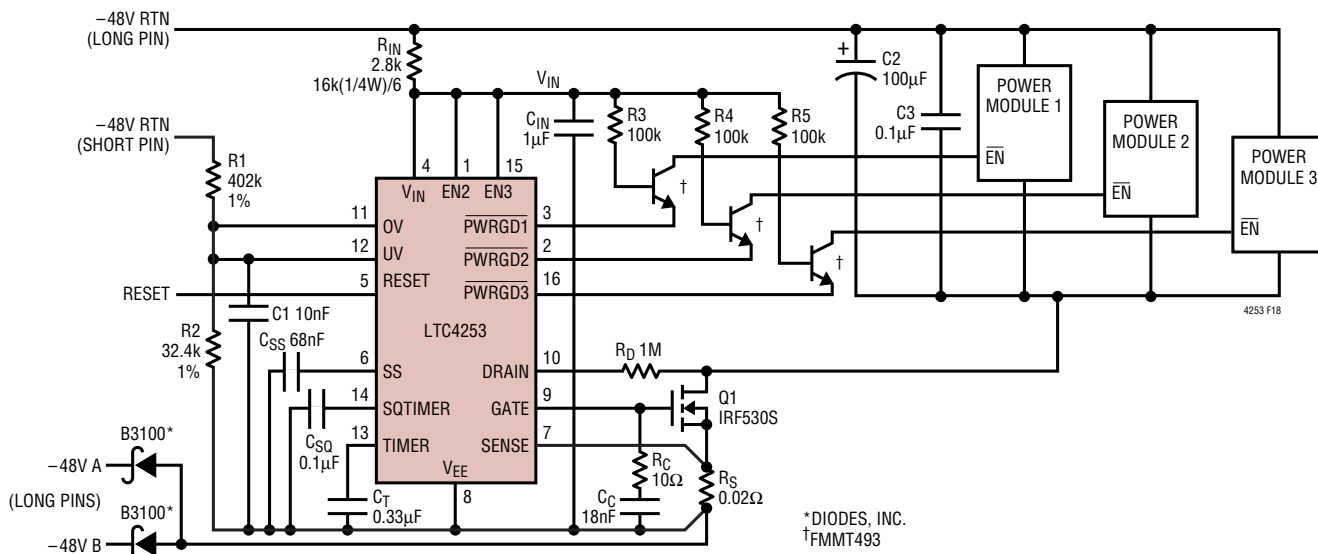 –48V RTN
(LONG PIN)
RIN
2.8k
16k(1/4W)/6
VIN
+
C2
100µF
C3
0.1µF
POWER
MODULE 1
EN
POWER
MODULE 2
EN
POWER
MODULE 3
EN
–48V RTN
(SHORT PIN)
R1
402k
1%
CIN
1µF
R3
100k
R4
100k
R5
100k
†
†
†
4
1
15
VIN
EN2
EN3
11
OV
PWRGD1
3
12
UV
PWRGD2
2
5
RESET
RESET
PWRGD3
16
4253 F18
LTC4253
C1 10nF
R2
32.4k
1%
CSS 68nF
6
SS
DRAIN
10
RD 1M
14
SQTIMER
GATE
9
Q1
IRF530S
13
TIMER
SENSE
7
CSQ
0.1µF
VEE
8
CT
0.33µF
RC
10Ω
CC
18nF
RS
0.02Ω
B3100*
–48V A
(LONG PINS)
B3100*
–48V B
*DIODES, INC.
†FMMT493